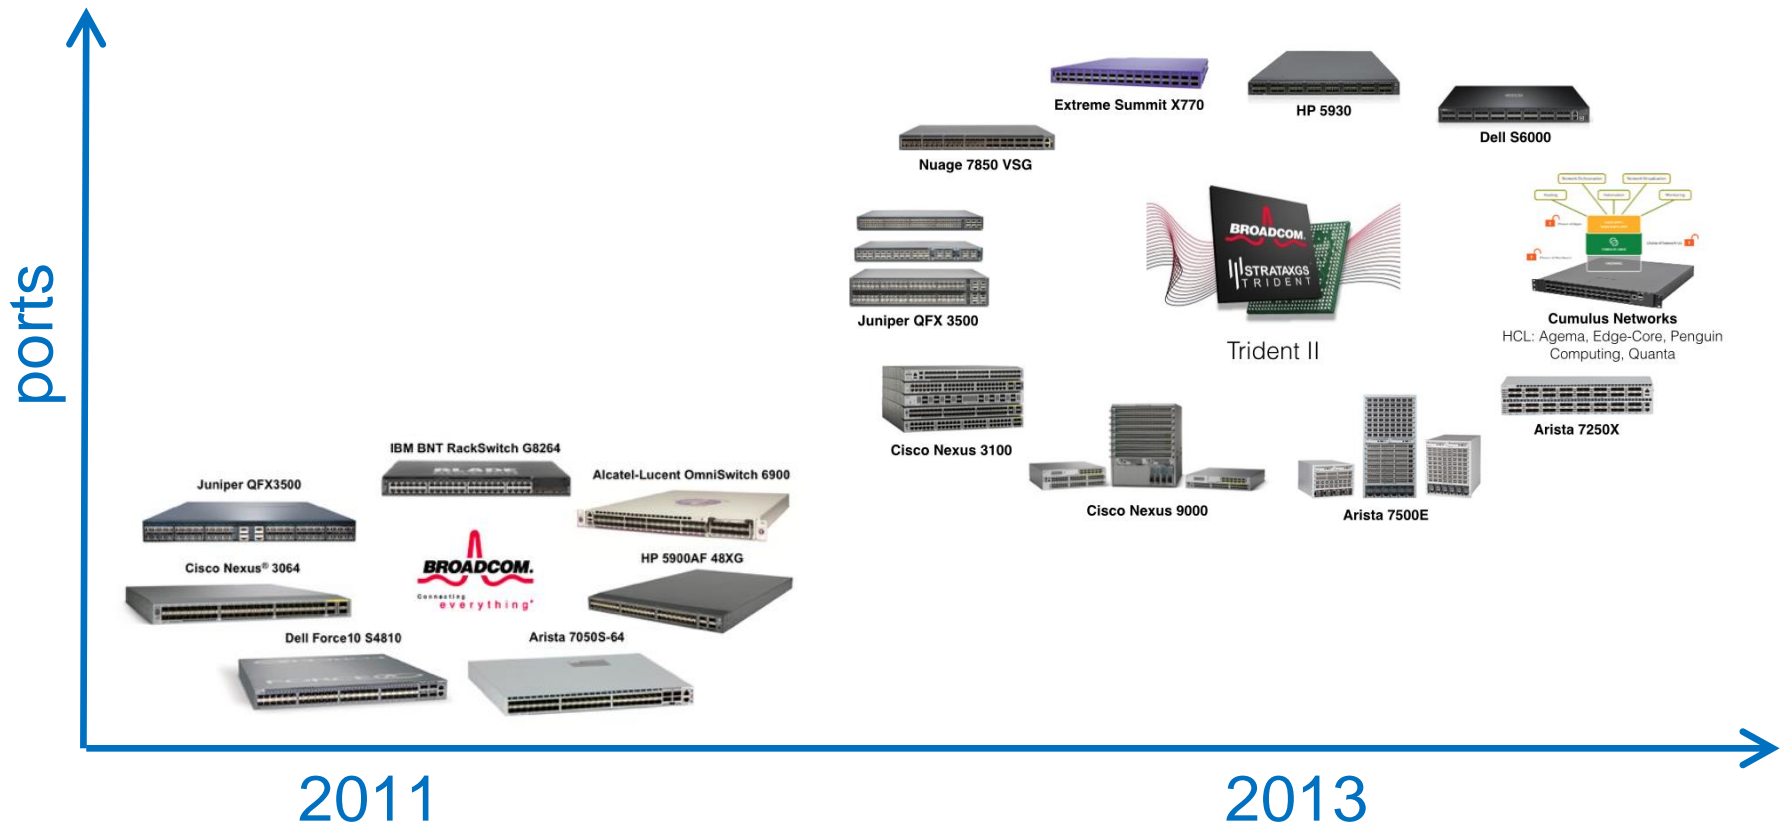 ports
Extreme Summit X770
HP 5930
Dell S6000
Nuage 7850 VSG
BROADCOM.
STRATAXGS
TRIDENT
Trident II
Juniper QFX 3500
Cumulus Networks
HCL: Agema, Edge-Core, Penguin
Computing, Quanta
Cisco Nexus 3100
Cisco Nexus 9000
Arista 7500E
Arista 7250X
IBM BNT RackSwitch G8264
Juniper QFX3500
Alcatel-Lucent OmniSwitch 6900
Cisco Nexus® 3064
BROADCOM.
Connecting
everything®
HP 5900AF 48XG
Dell Force10 S4810
Arista 7050S-64
2011
2013